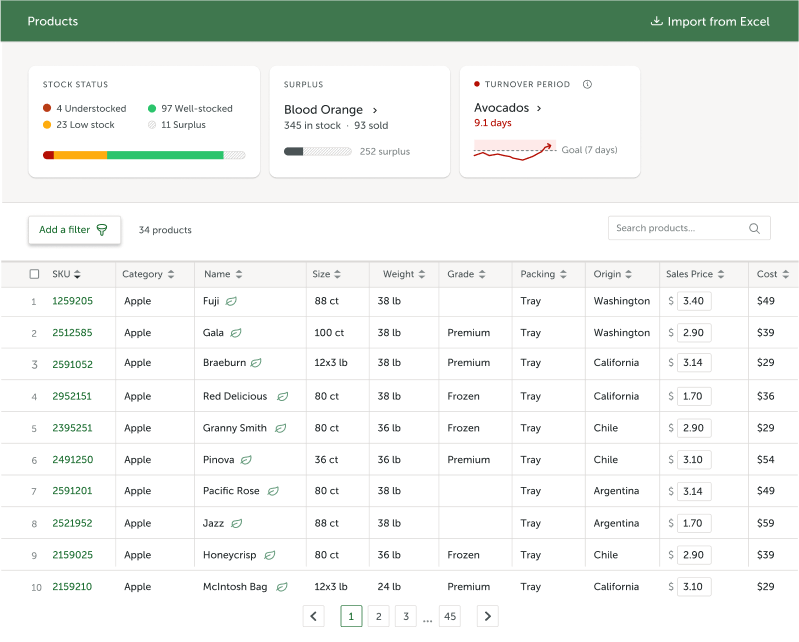 Products
Import from Excel
STOCK STATUS
4 Understocked 97 Well-stocked
23 Low stock 11 Surplus
SURPLUS
Blood Orange >
345 in stock · 93 sold
252 surplus
TURNOVER PERIOD
Avocados >
9.1 days
Goal (7 days)
Add a filter
34 products
Search products...
SKU Category Name Size Weight Grade Packing Origin Sales Price Cost
1 1259205 Apple Fuji 88 ct 38 lb Tray Washington $ 3.40 $49
2 2512585 Apple Gala 100 ct 38 lb Premium Tray Washington $ 2.90 $39
3 2591052 Apple Braeburn 12x3 lb 38 lb Premium Tray California $ 3.14 $29
4 2952151 Apple Red Delicious 80 ct 38 lb Frozen Tray California $ 1.70 $36
5 2395251 Apple Granny Smith 80 ct 36 lb Frozen Tray Chile $ 2.90 $29
6 2491250 Apple Pinova 36 ct 36 lb Premium Tray Chile $ 3.10 $54
7 2591201 Apple Pacific Rose 80 ct 38 lb Tray Argentina $ 3.14 $49
8 2521952 Apple Jazz 88 ct 38 lb Tray Argentina $ 1.70 $59
9 2159025 Apple Honeycrisp 80 ct 36 lb Frozen Tray Chile $ 2.90 $39
10 2159210 Apple McIntosh Bag 12x3 lb 24 lb Premium Tray California $ 3.10 $29
< 1 2 3 ... 45 >